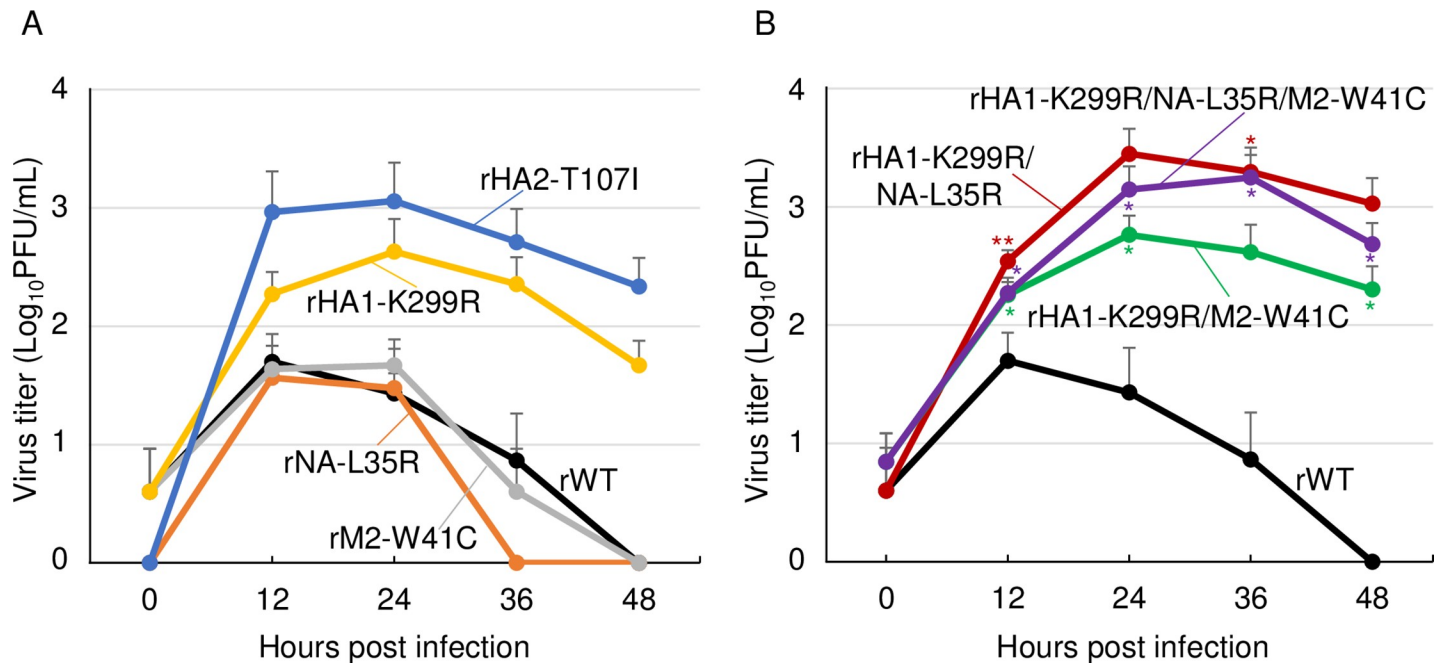 A
4
3
2
1
0
Virus titer (Log₁₀PFU/mL)
rHA2-T107I
rHA1-K299R
rNA-L35R
rWT
rM2-W41C
0 12 24 36 48
Hours post infection
B
4
3
2
1
0
Virus titer (Log₁₀PFU/mL)
rHA1-K299R/NA-L35R/M2-W41C
rHA1-K299R/
NA-L35R
*
*
*
**
*
*
*
*
*
rHA1-K299R/M2-W41C
rWT
0 12 24 36 48
Hours post infection